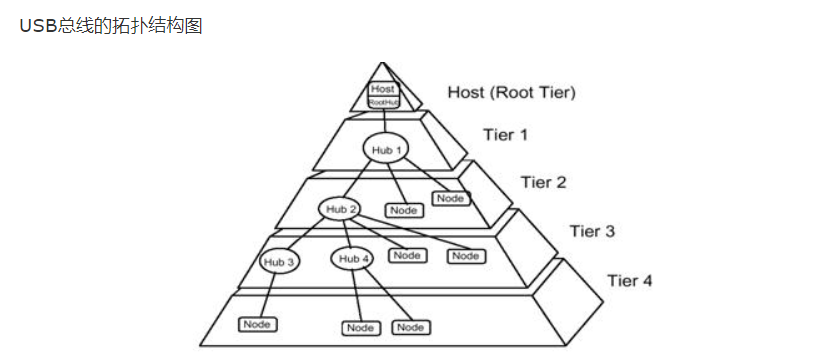 USB总线的拓扑结构图
Host
RootHub
Host (Root Tier)
Hub 1
Tier 1
Hub 2
Node
Node
Tier 2
Hub 3
Hub 4
Node
Node
Tier 3
Node
Node
Node
Tier 4